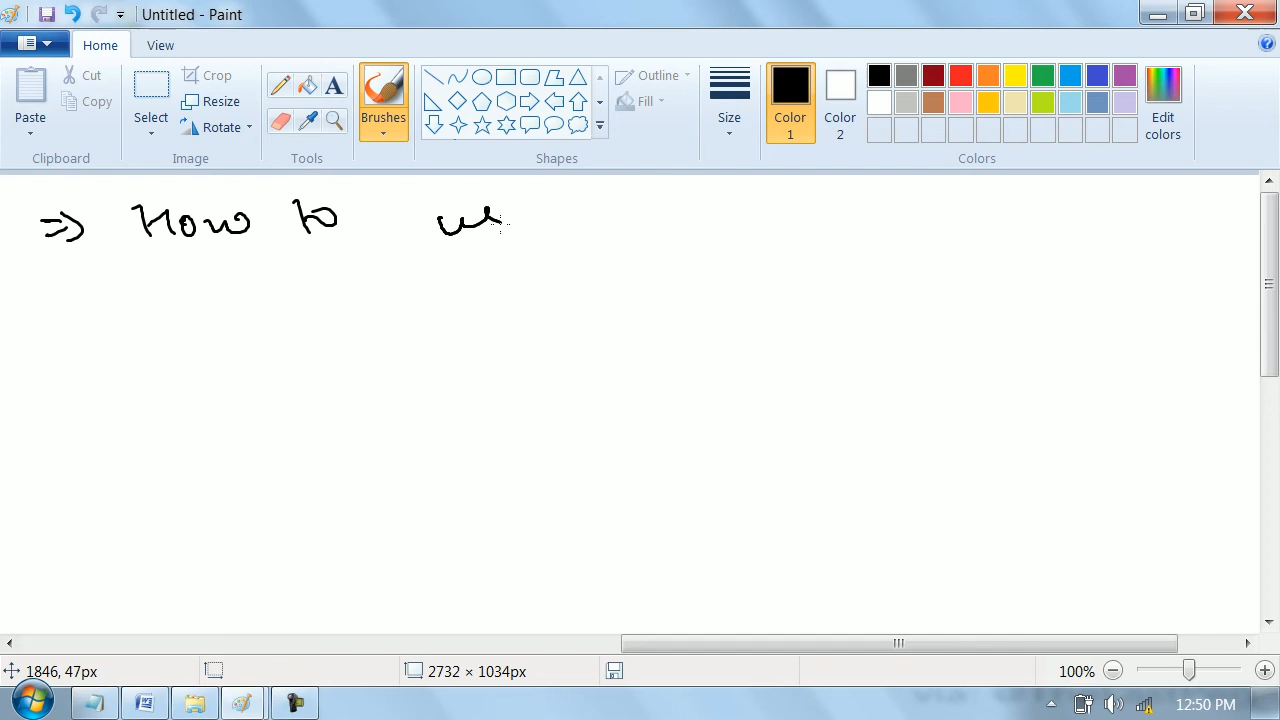 Untitled - Paint
Home View
Paste
Cut
Copy
Clipboard
Select
Crop
Resize
Rotate
Image
A
Tools
Brushes
Outline
Fill
Shapes
Size
Color 1
Color 2
Edit colors
Colors
⇒ How to
1846, 47px
2732 × 1034px
100%
12:50 PM